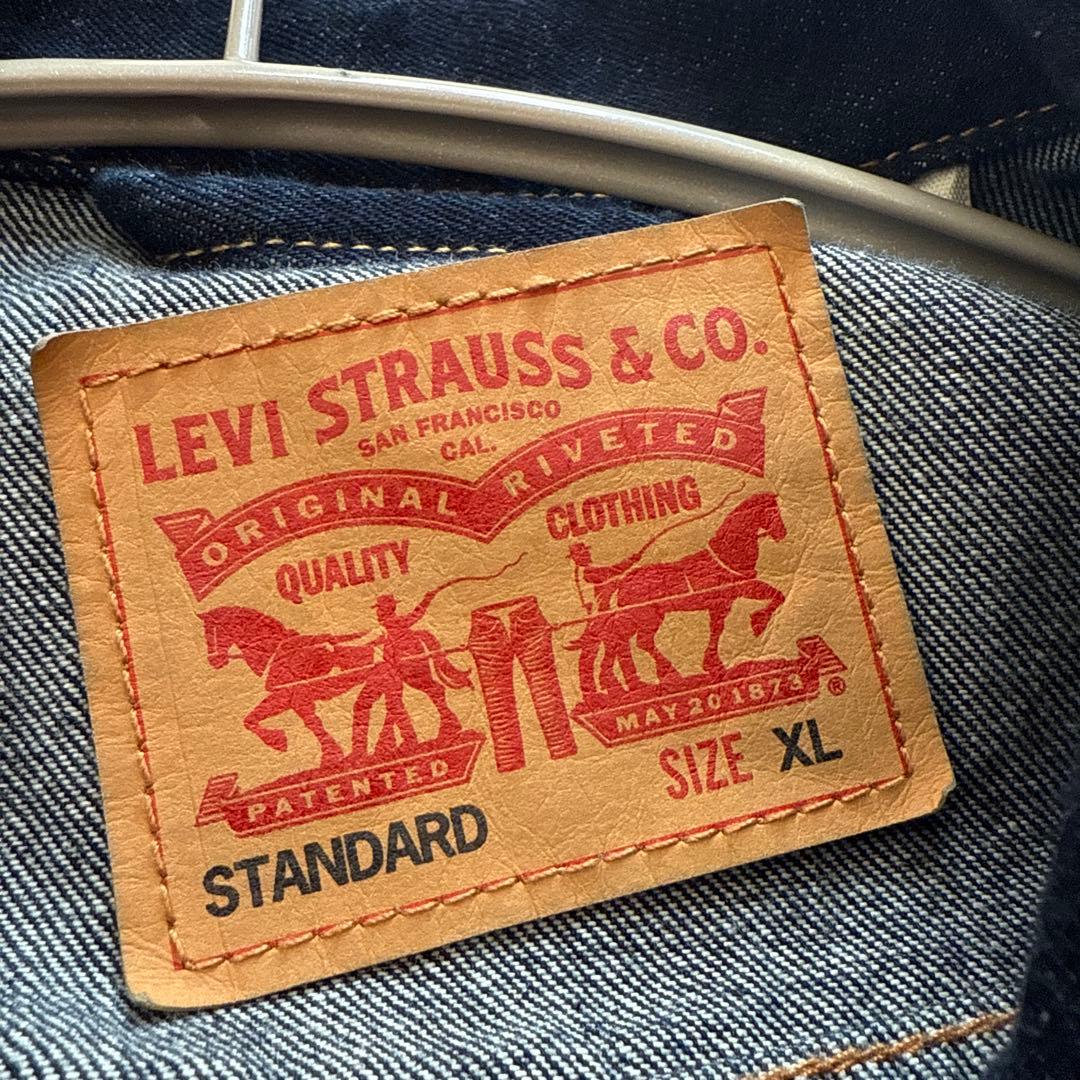 LEVI STRAUSS & CO.
SAN FRANCISCO
CAL.
ORIGINAL RIVETED
QUALITY CLOTHING
PATENTED MAY 20 1873 ®
SIZE XL
STANDARD